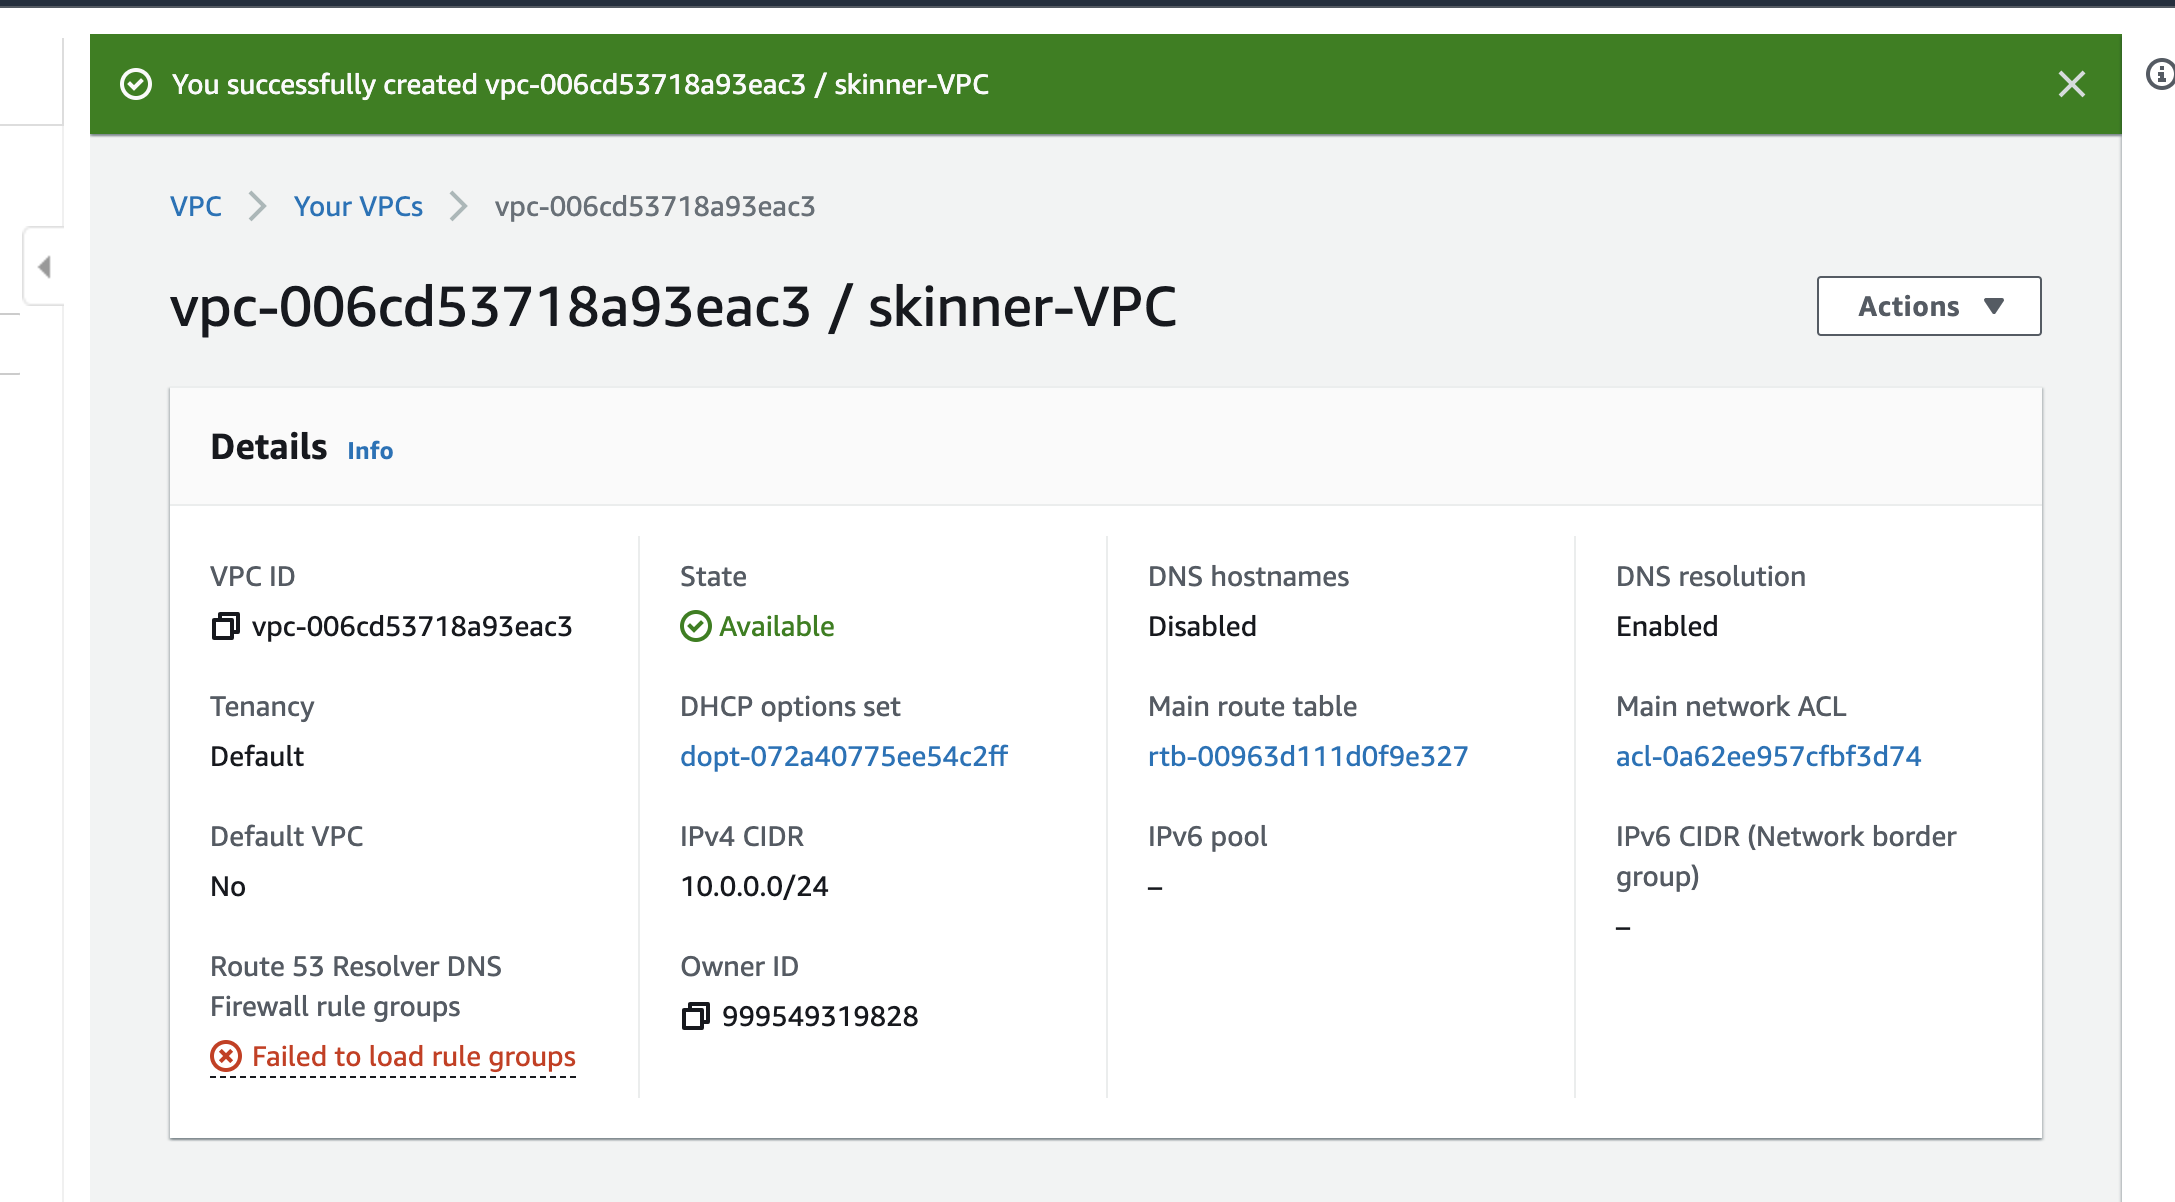 You successfully created vpc-006cd53718a93eac3 / skinner-VPC
VPC
Your VPCs
vpc-006cd53718a93eac3
vpc-006cd53718a93eac3 / skinner-VPC
Actions
Details
Info
VPC ID
vpc-006cd53718a93eac3
State
Available
DNS hostnames
Disabled
DNS resolution
Enabled
Tenancy
Default
DHCP options set
dopt-072a40775ee54c2ff
Main route table
rtb-00963d111d0f9e327
Main network ACL
acl-0a62ee957cfbf3d74
Default VPC
No
IPv4 CIDR
10.0.0.0/24
IPv6 pool
–
IPv6 CIDR (Network border
group)
–
Route 53 Resolver DNS
Firewall rule groups
Failed to load rule groups
Owner ID
999549319828